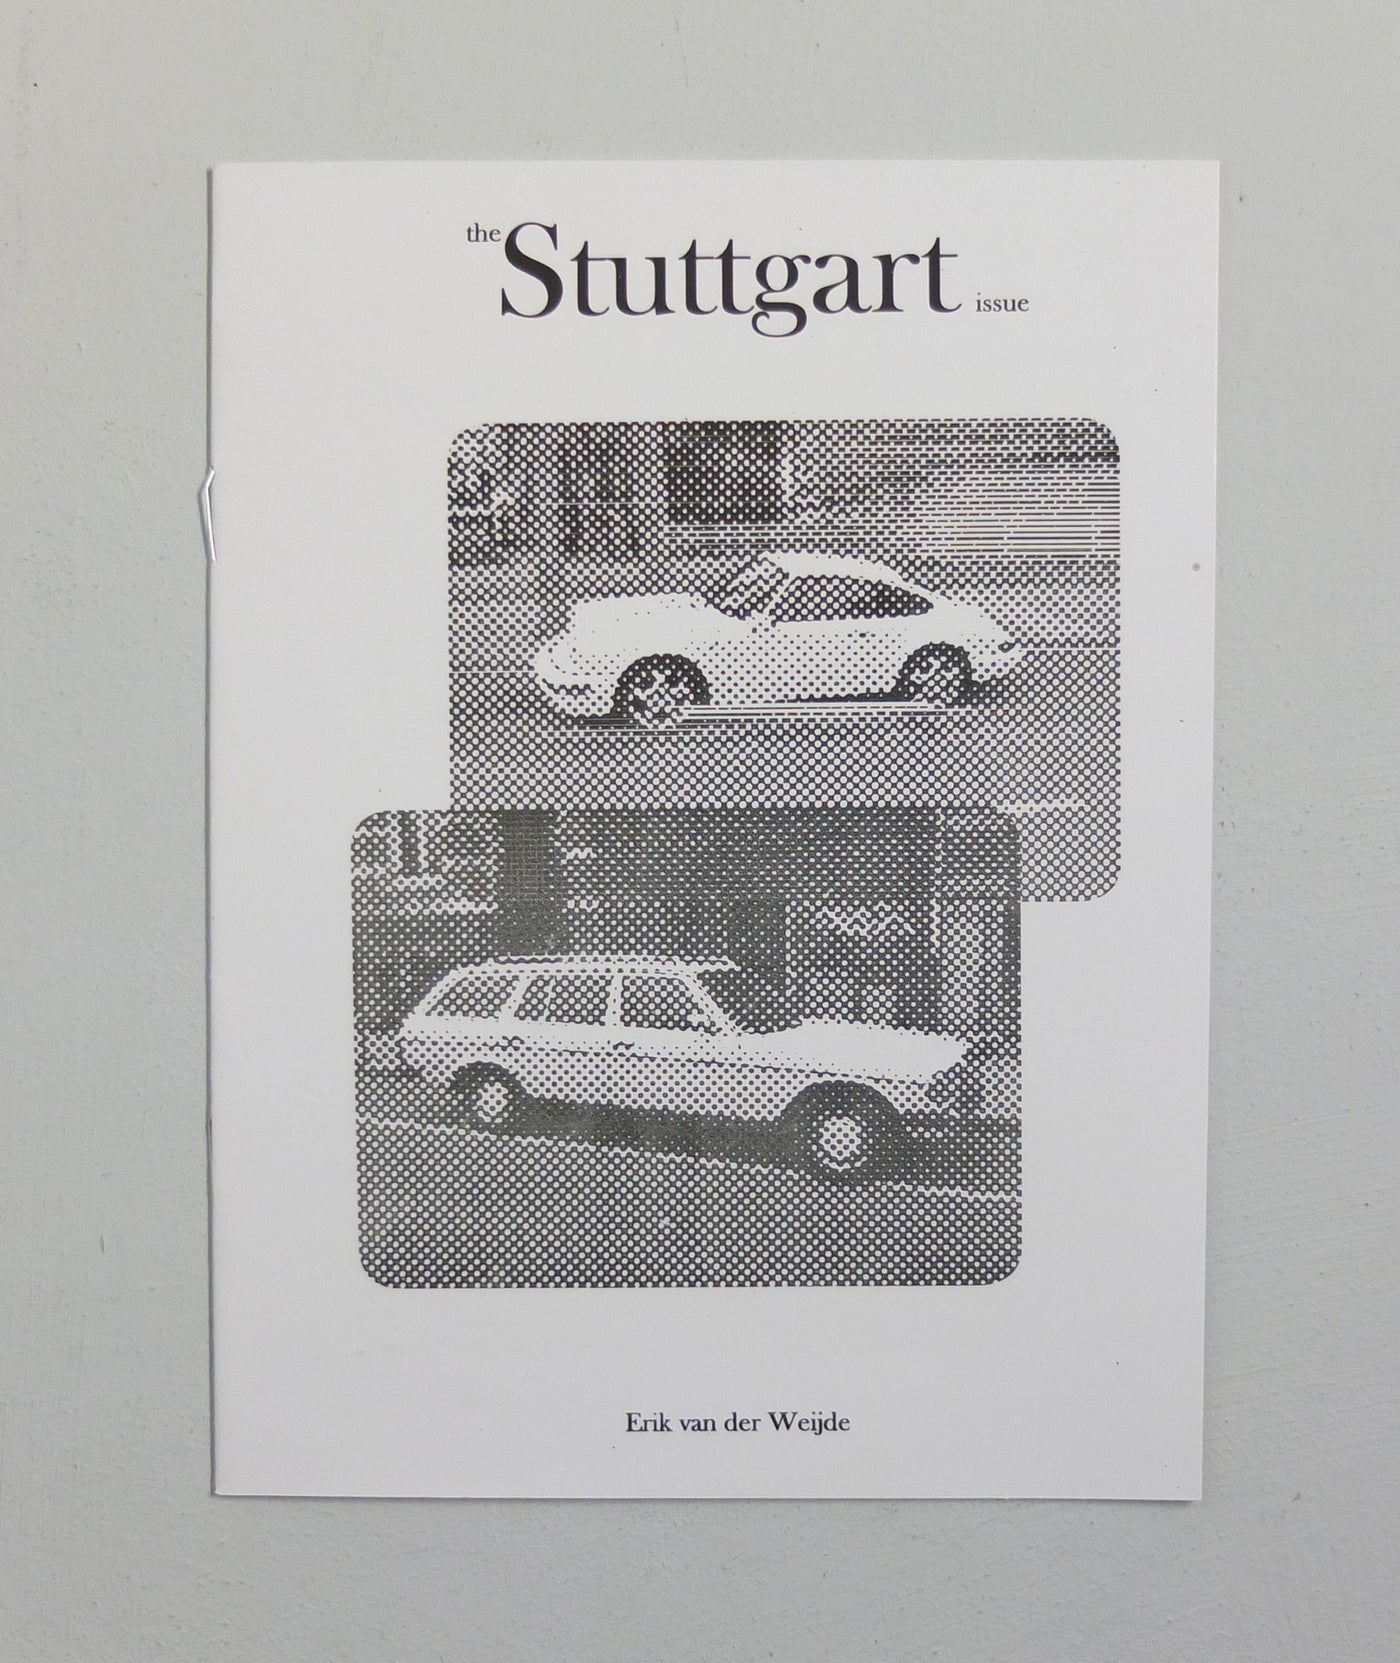 the Stuttgart issue
Erik van der Weijde